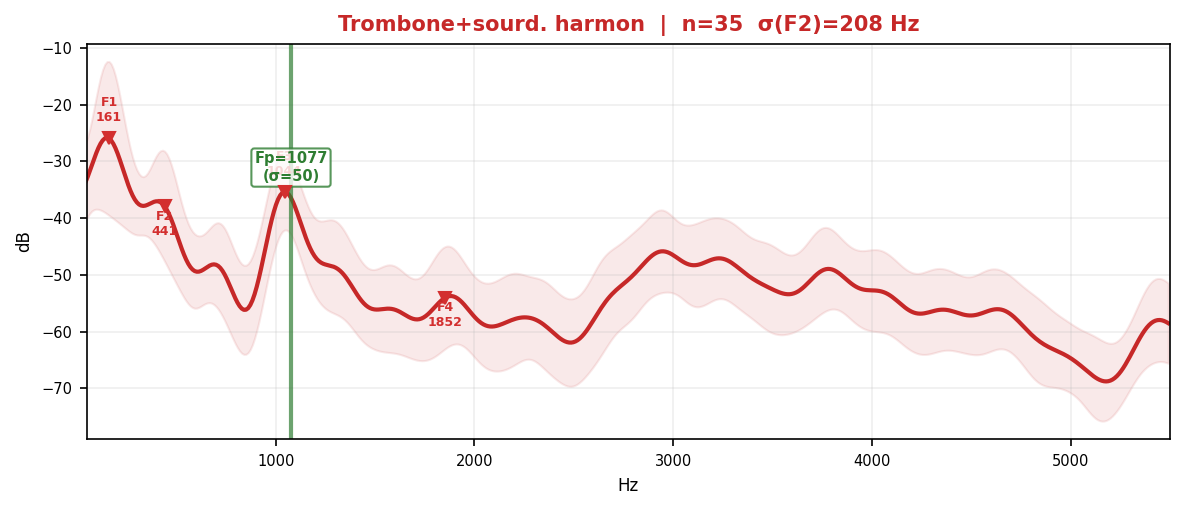 Trombone+sourd. harmon | n=35 σ(F2)=208 Hz
−10
−20
−30
−40
−50
−60
−70
dB
F1
161
F2
441
Fp=1077
(σ=50)
F4
1852
1000
2000
3000
4000
5000
Hz